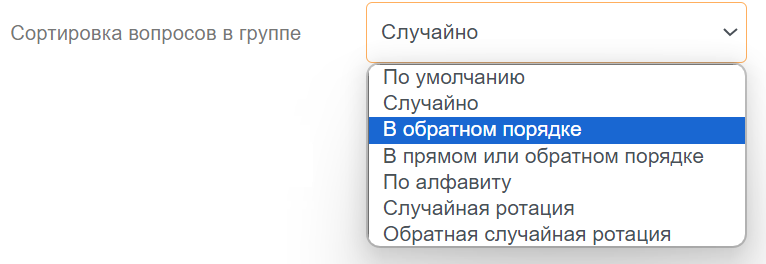 Сортировка вопросов в группе
Случайно
По умолчанию
Случайно
В обратном порядке
В прямом или обратном порядке
По алфавиту
Случайная ротация
Обратная случайная ротация